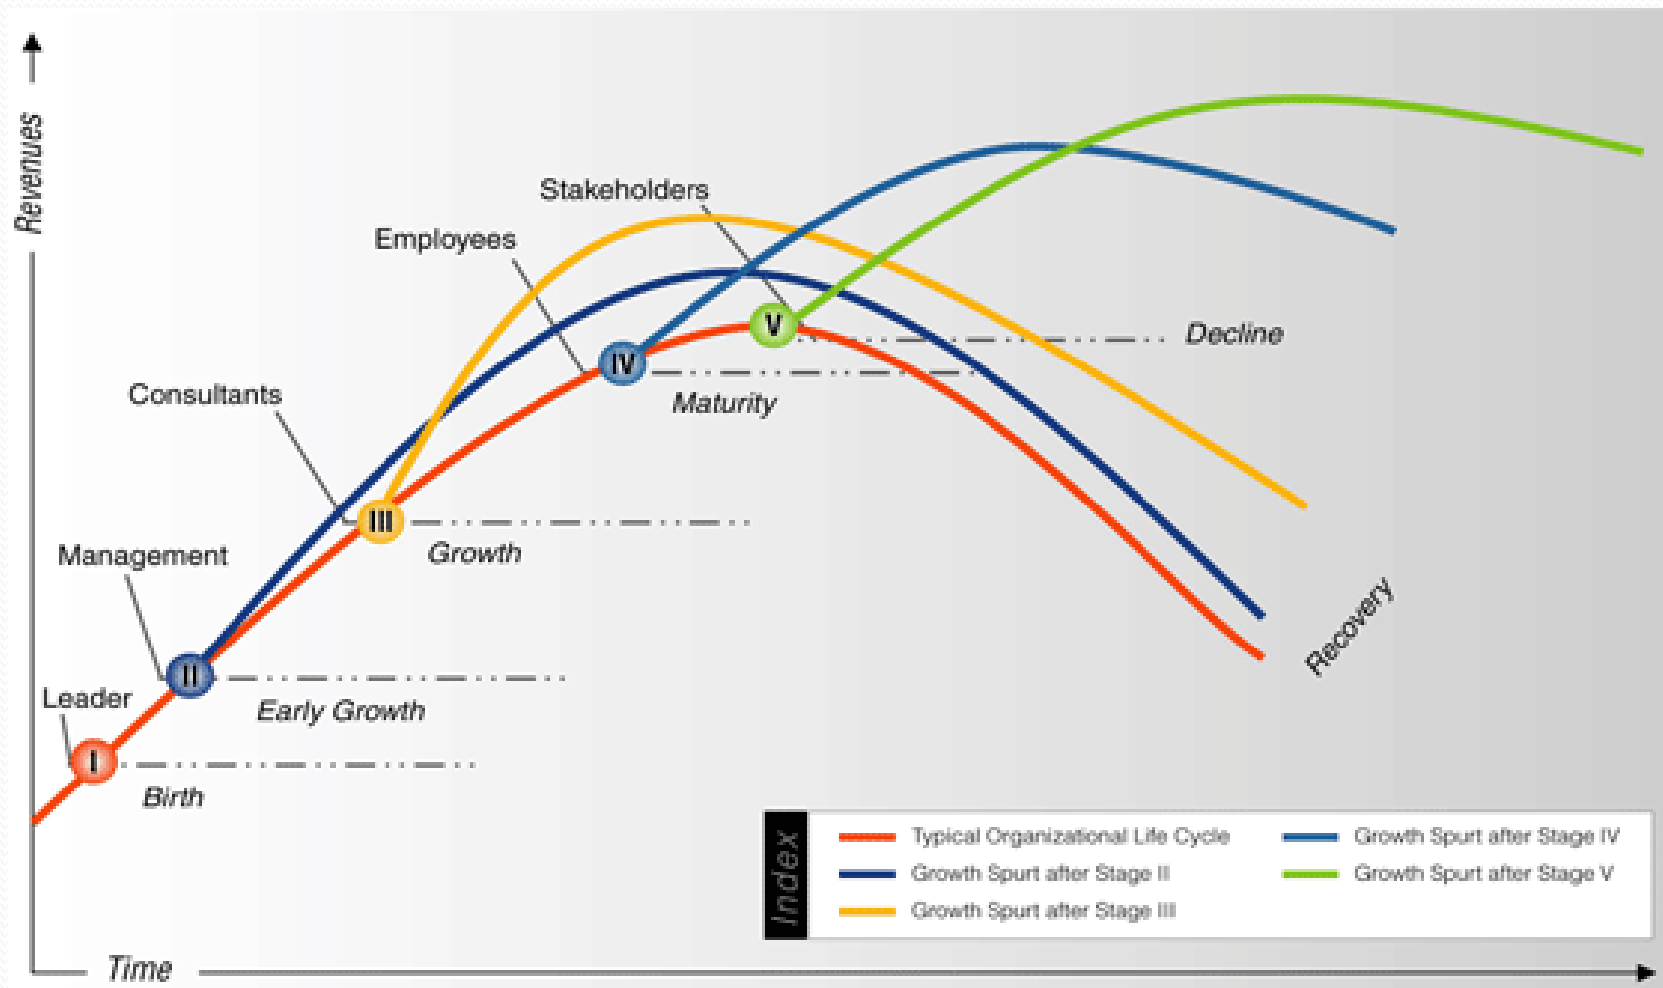 Revenues
Stakeholders
Employees
V
Decline
IV
Maturity
Consultants
III
Growth
Management
Recovery
II
Leader
Early Growth
I
Birth
Index
Typical Organizational Life Cycle
Growth Spurt after Stage II
Growth Spurt after Stage III
Growth Spurt after Stage IV
Growth Spurt after Stage V
Time